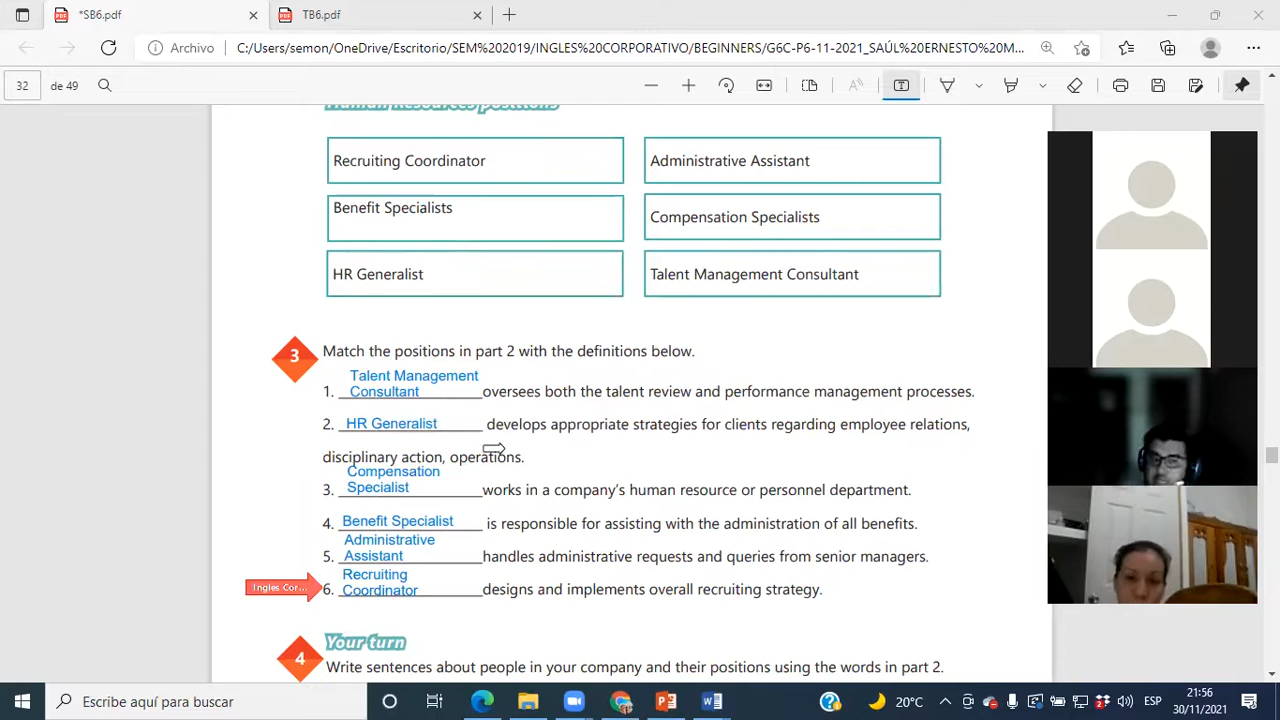 *SB6.pdf
TB6.pdf
Archivo
C:/Users/semon/OneDrive/Escritorio/SEM%202019/INGLES%20CORPORATIVO/BEGINNERS/G6C-P6-11-2021_SAÚL%20ERNESTO%20M...
32 de 49
Human Resources positions
Recruiting Coordinator
Administrative Assistant
Benefit Specialists
Compensation Specialists
HR Generalist
Talent Management Consultant
3 Match the positions in part 2 with the definitions below.
Talent Management
1. Consultant oversees both the talent review and performance management processes.
2. HR Generalist develops appropriate strategies for clients regarding employee relations,
disciplinary action, operations.
Compensation
3. Specialist works in a company's human resource or personnel department.
4. Benefit Specialist is responsible for assisting with the administration of all benefits.
Administrative
5. Assistant handles administrative requests and queries from senior managers.
Recruiting
Ingles Cor...
6. Coordinator designs and implements overall recruiting strategy.
Your turn
4 Write sentences about people in your company and their positions using the words in part 2.
Escribe aquí para buscar
20°C
ESP
21:56
30/11/2021